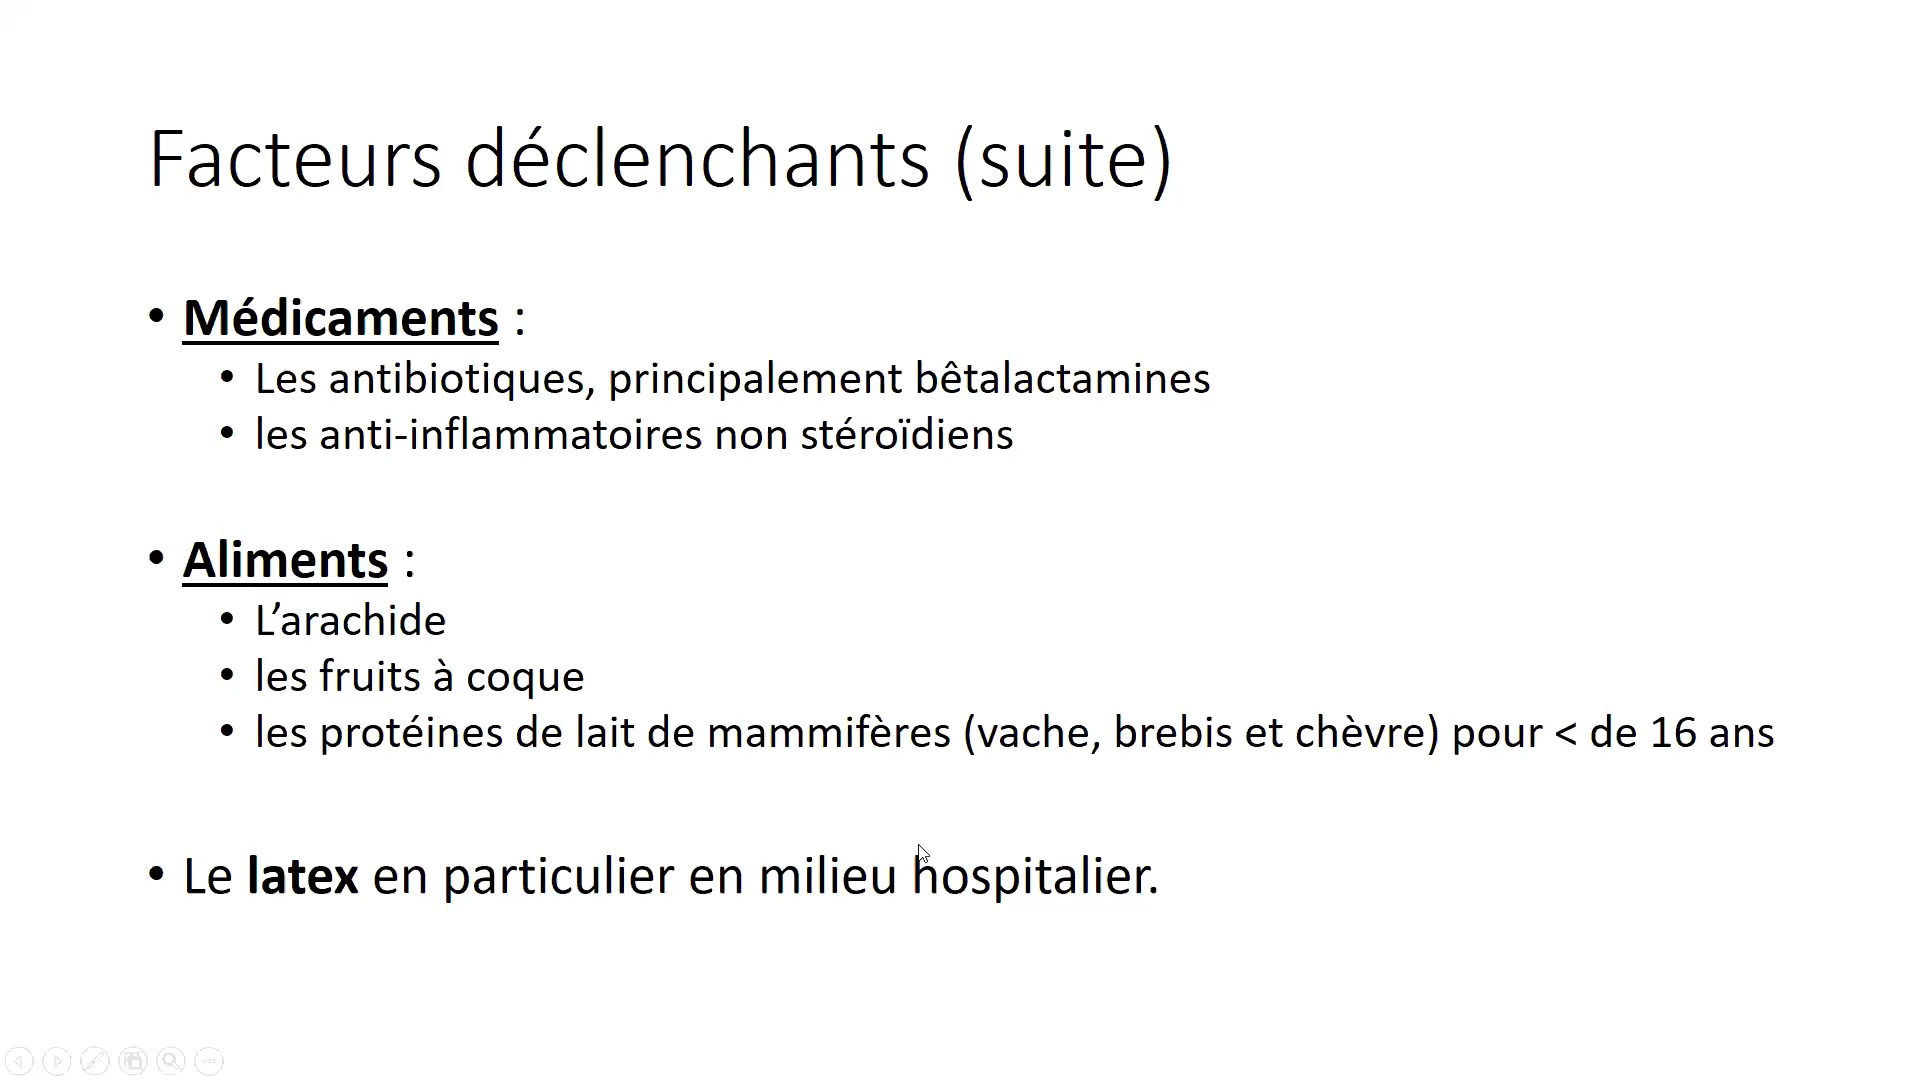 Facteurs déclenchants (suite)
• Médicaments :
• Les antibiotiques, principalement bêtalactamines
• les anti-inflammatoires non stéroïdiens
• Aliments :
• L’arachide
• les fruits à coque
• les protéines de lait de mammifères (vache, brebis et chèvre) pour < de 16 ans
• Le latex en particulier en milieu hospitalier.